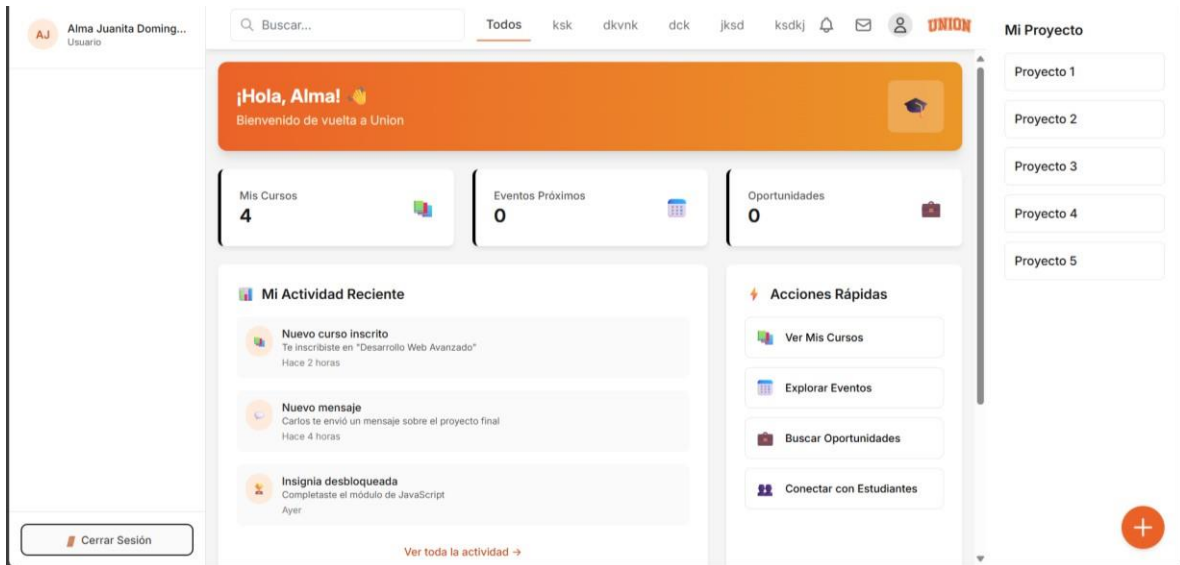 AJ
Alma Juanita Doming...
Usuario
Cerrar Sesión
Buscar...
Todos ksk dkvnk dck jksd ksdkj
UNION
¡Hola, Alma! 👋
Bienvenido de vuelta a Union
Mis Cursos
4
Eventos Próximos
0
Oportunidades
0
Mi Actividad Reciente
Nuevo curso inscrito
Te inscribiste en "Desarrollo Web Avanzado"
Hace 2 horas
Nuevo mensaje
Carlos te envió un mensaje sobre el proyecto final
Hace 4 horas
Insignia desbloqueada
Completaste el módulo de JavaScript
Ayer
Ver toda la actividad →
Acciones Rápidas
Ver Mis Cursos
Explorar Eventos
Buscar Oportunidades
Conectar con Estudiantes
Mi Proyecto
Proyecto 1
Proyecto 2
Proyecto 3
Proyecto 4
Proyecto 5
+